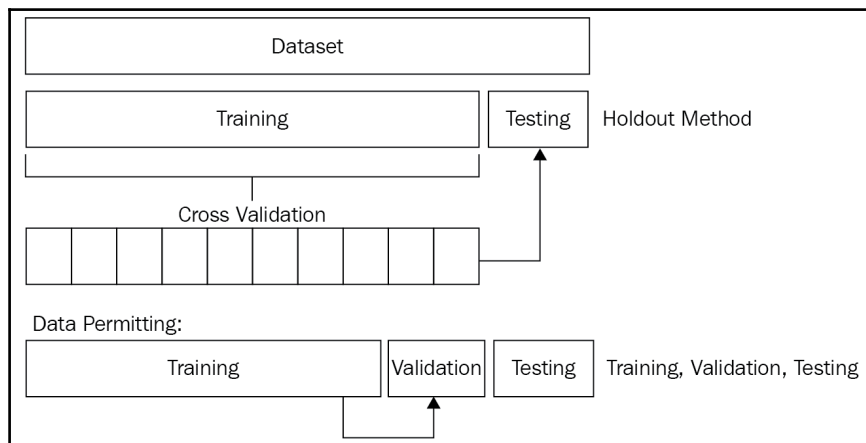 Dataset
Training Testing Holdout Method
Cross Validation
Data Permitting:
Training Validation Testing Training, Validation, Testing